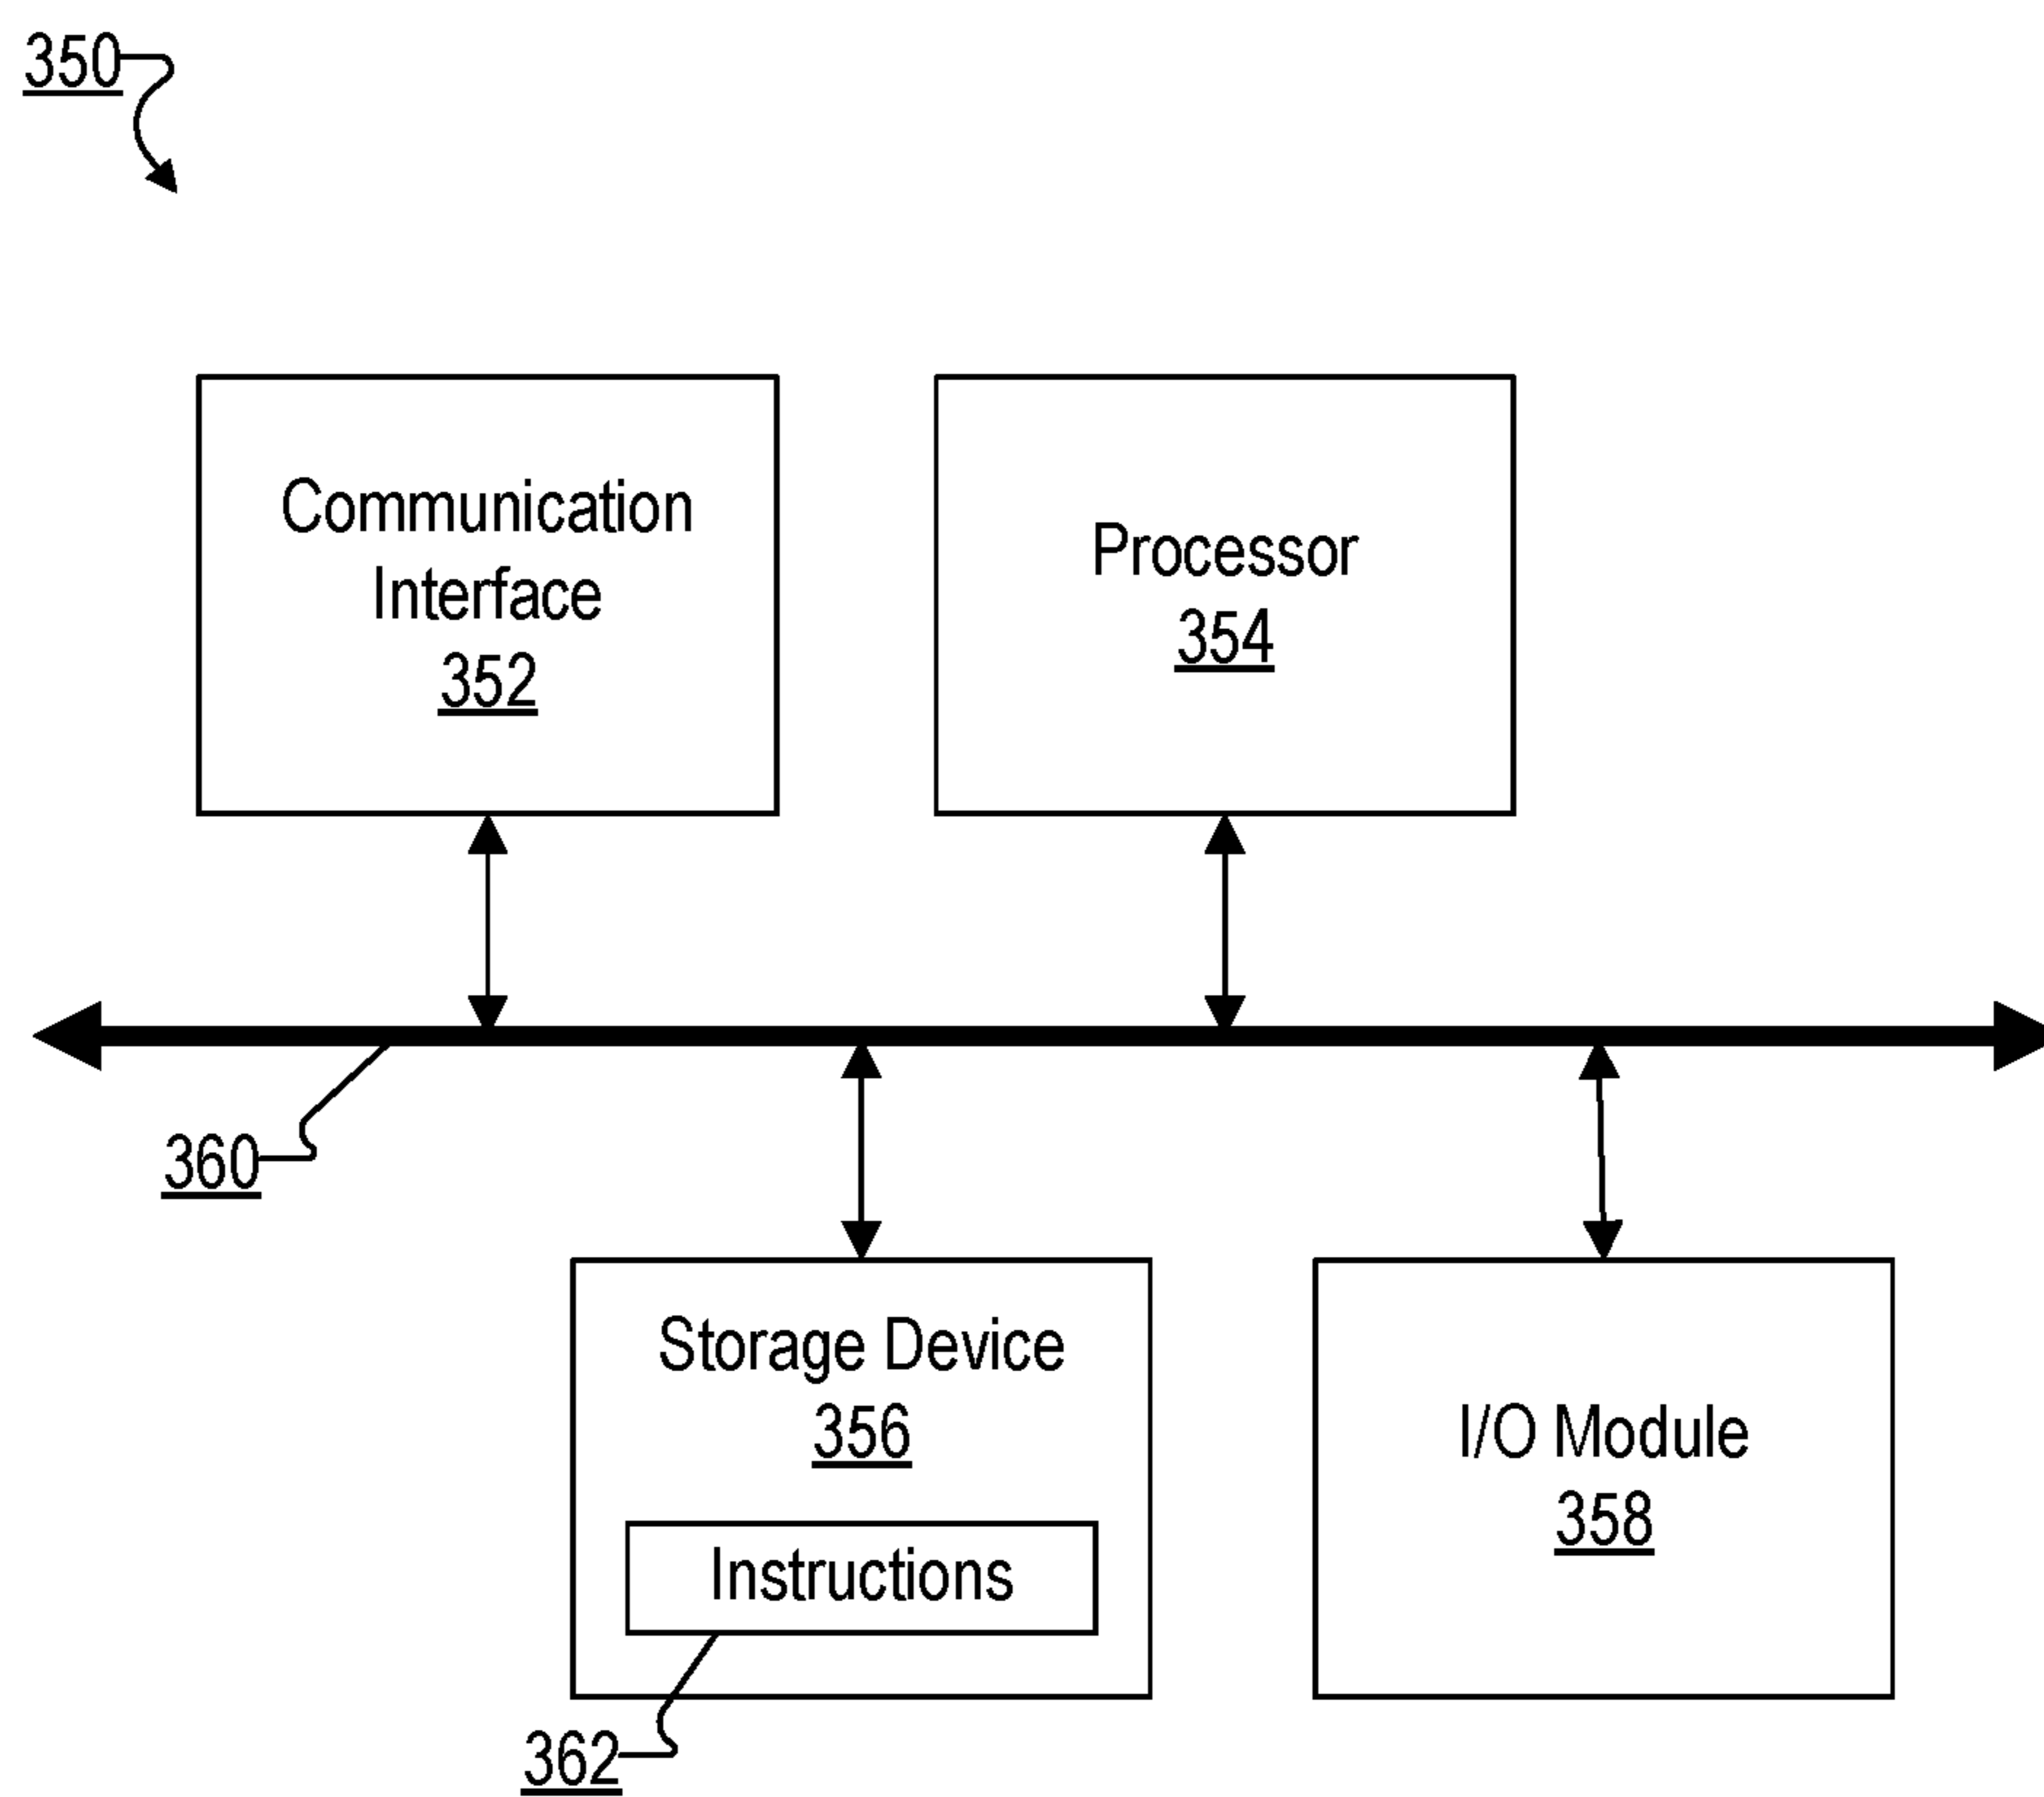 350
Communication
Interface
352
Processor
354
360
Storage Device
356
Instructions
362
I/O Module
358